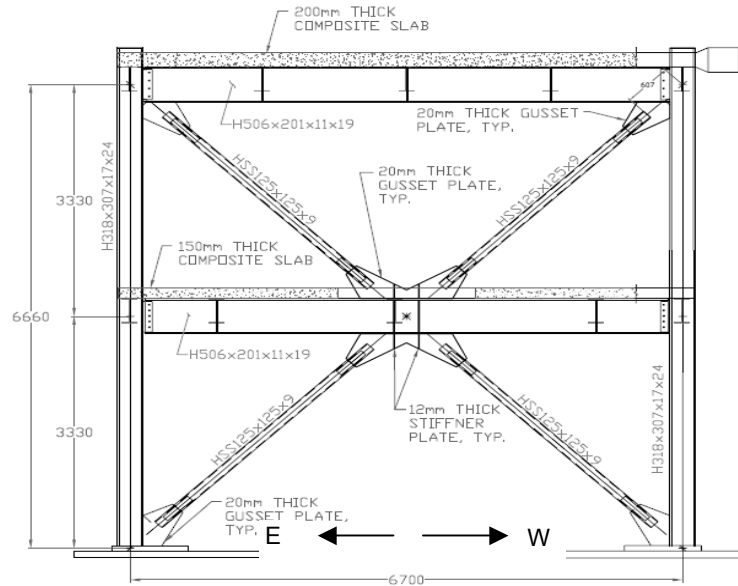 200mm THICK
COMPOSITE SLAB
607
H506x201x11x19
20mm THICK GUSSET
PLATE, TYP.
HSS125x125x9
HSS125x125x9
20mm THICK
GUSSET PLATE,
TYP.
3330
H318x307x17x24
150mm THICK
COMPOSITE SLAB
6660
H506x201x11x19
3330
12mm THICK
STIFFNER
PLATE, TYP.
HSS125x125x9
HSS125x125x9
H318x307x17x24
20mm THICK
GUSSET PLATE,
TYP.
E
W
6700